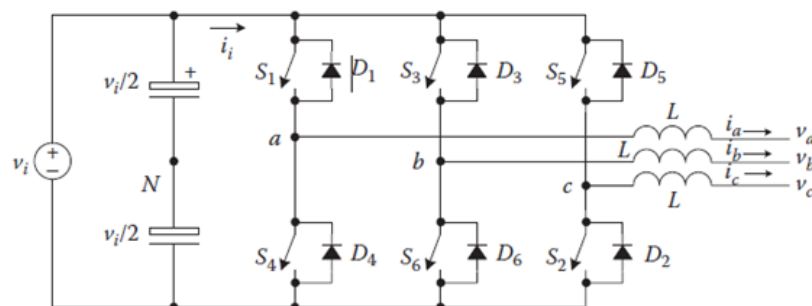 i_i
S_1
D_1
S_3
D_3
S_5
D_5
v_i/2
+
a
b
c
L
L
L
i_a
i_b
i_c
v_a
v_b
v_c
v_i
+
−
N
v_i/2
S_4
D_4
S_6
D_6
S_2
D_2